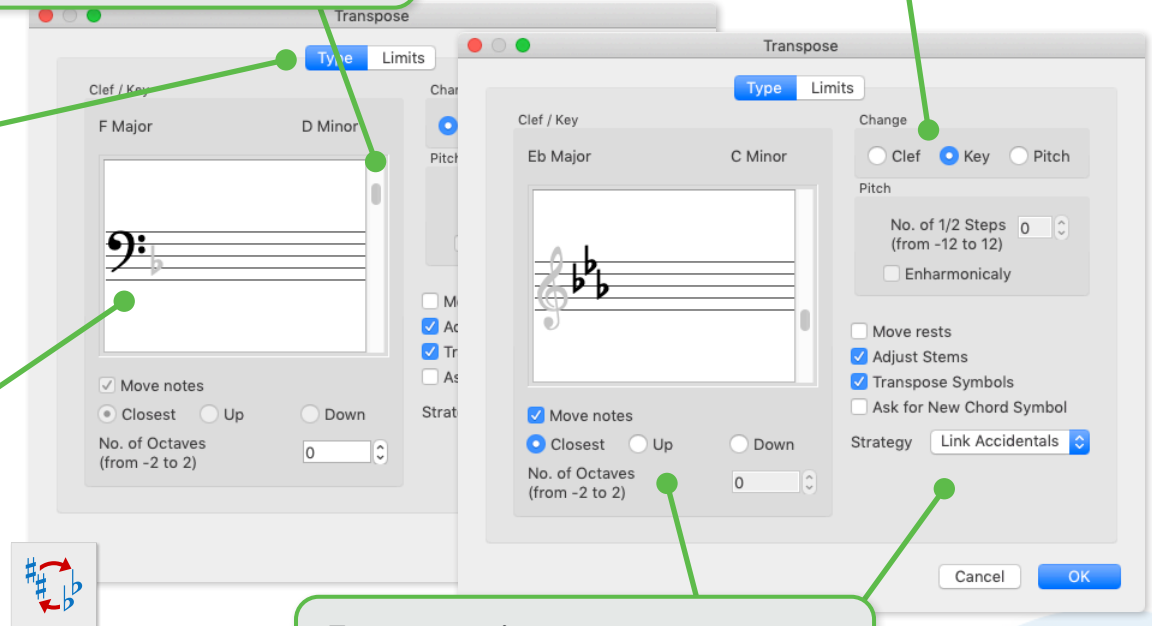 Transpose
Type Limits
Clef / Key
F Major D Minor
Move notes
Closest Up Down
No. of Octaves
(from -2 to 2)
0
Transpose
Type Limits
Clef / Key
Eb Major C Minor
Move notes
Closest Up Down
No. of Octaves
(from -2 to 2)
0
Change
Clef Key Pitch
Pitch
No. of 1/2 Steps
(from -12 to 12)
0
Enharmonicaly
Move rests
Adjust Stems
Transpose Symbols
Ask for New Chord Symbol
Strategy Link Accidentals
Cancel OK